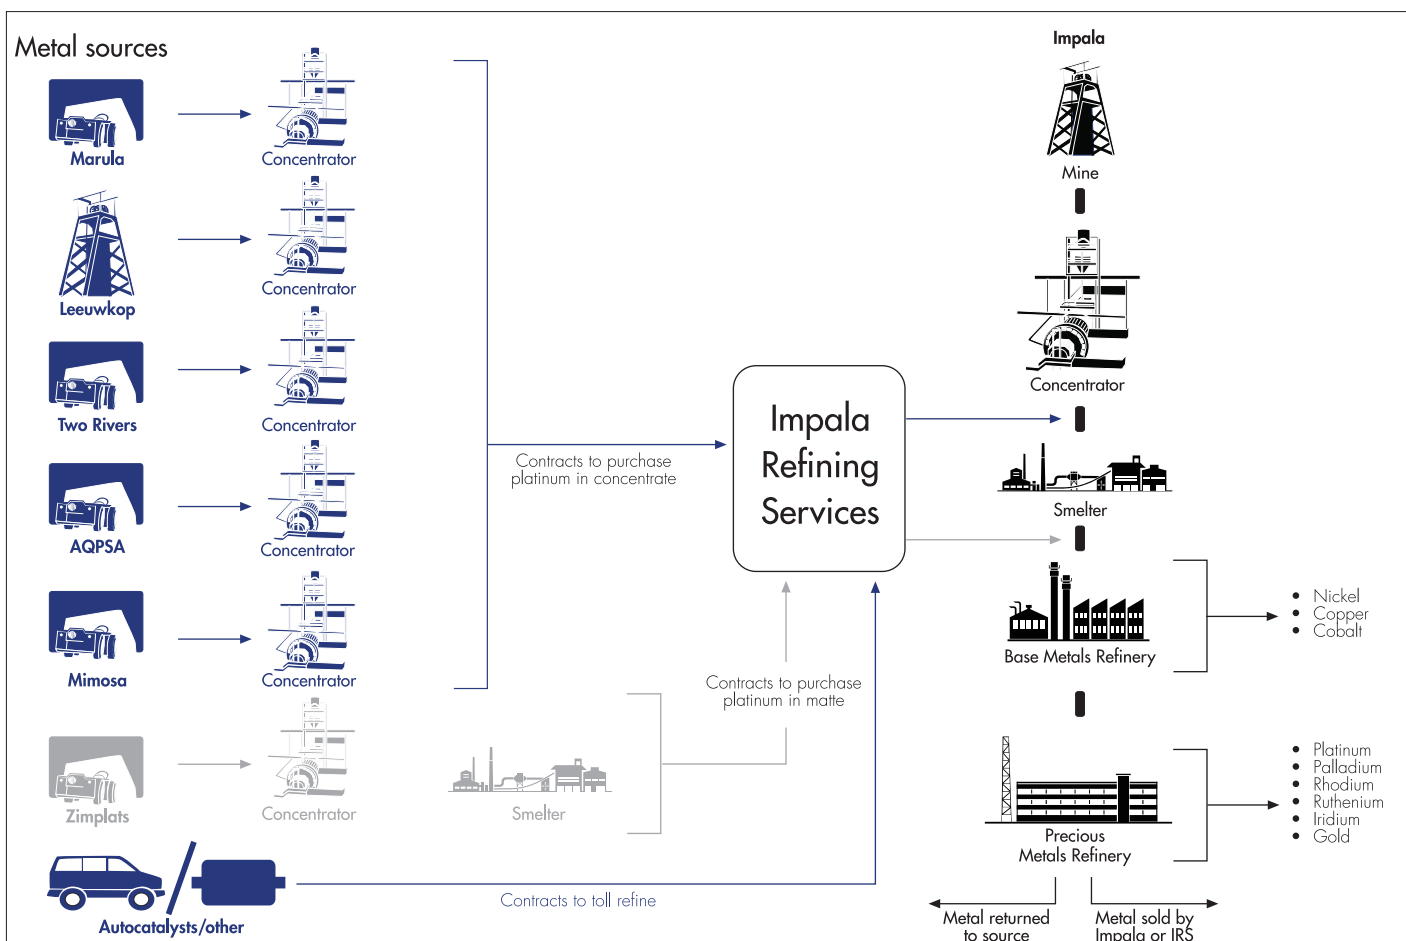 Metal sources
Marula
Concentrator
Leeuwkop
Concentrator
Two Rivers
Concentrator
AQPSA
Concentrator
Mimosa
Concentrator
Zimplats
Concentrator
Smelter
Autocatalysts/other
Contracts to purchase
platinum in concentrate
Contracts to purchase
platinum in matte
Contracts to toll refine
Impala
Refining
Services
Impala
Mine
Concentrator
Smelter
Base Metals Refinery
• Nickel
• Copper
• Cobalt
Precious
Metals Refinery
• Platinum
• Palladium
• Rhodium
• Ruthenium
• Iridium
• Gold
Metal returned
to source
Metal sold by
Impala or IRS